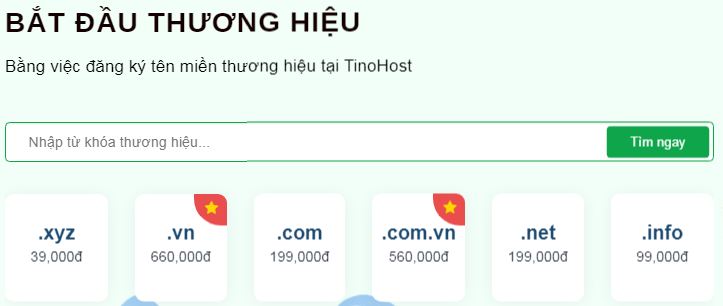 BẮT ĐẦU THƯƠNG HIỆU
Bằng việc đăng ký tên miền thương hiệu tại TinoHost
Nhập từ khóa thương hiệu... Tìm ngay
.xyz .vn .com .com.vn .net .info
39,000đ 660,000đ 199,000đ 560,000đ 199,000đ 99,000đ